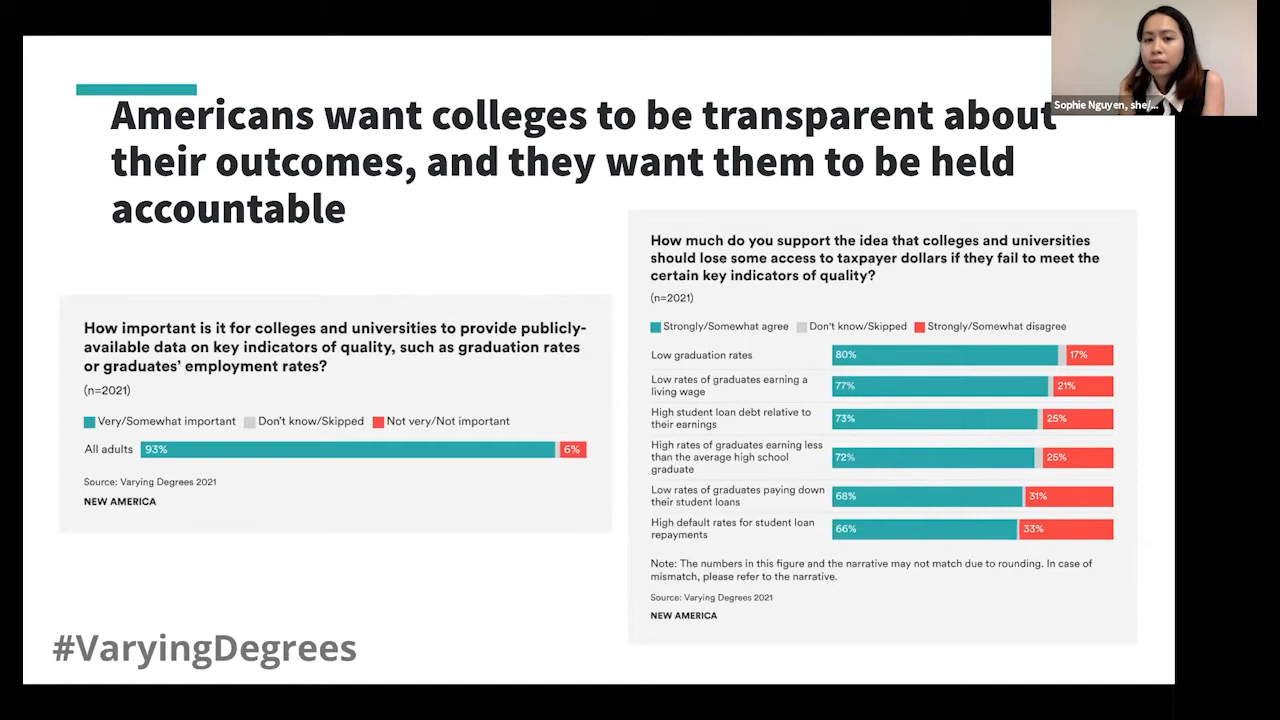 Sophie Nguyen, she/...
Americans want colleges to be transparent about
their outcomes, and they want them to be held
accountable
How important is it for colleges and universities to provide publicly-
available data on key indicators of quality, such as graduation rates
or graduates' employment rates?
(n=2021)
Very/Somewhat important Don't know/Skipped Not very/Not important
All adults 93% 6%
Source: Varying Degrees 2021
NEW AMERICA
How much do you support the idea that colleges and universities
should lose some access to taxpayer dollars if they fail to meet the
certain key indicators of quality?
(n=2021)
Strongly/Somewhat agree Don't know/Skipped Strongly/Somewhat disagree
Low graduation rates 80% 17%
Low rates of graduates earning a
living wage 77% 21%
High student loan debt relative to
their earnings 73% 25%
High rates of graduates earning less
than the average high school 72% 25%
graduate
Low rates of graduates paying down
their student loans 68% 31%
High default rates for student loan
repayments 66% 33%
Note: The numbers in this figure and the narrative may not match due to rounding. In case of
mismatch, please refer to the narrative.
Source: Varying Degrees 2021
NEW AMERICA
#VaryingDegrees